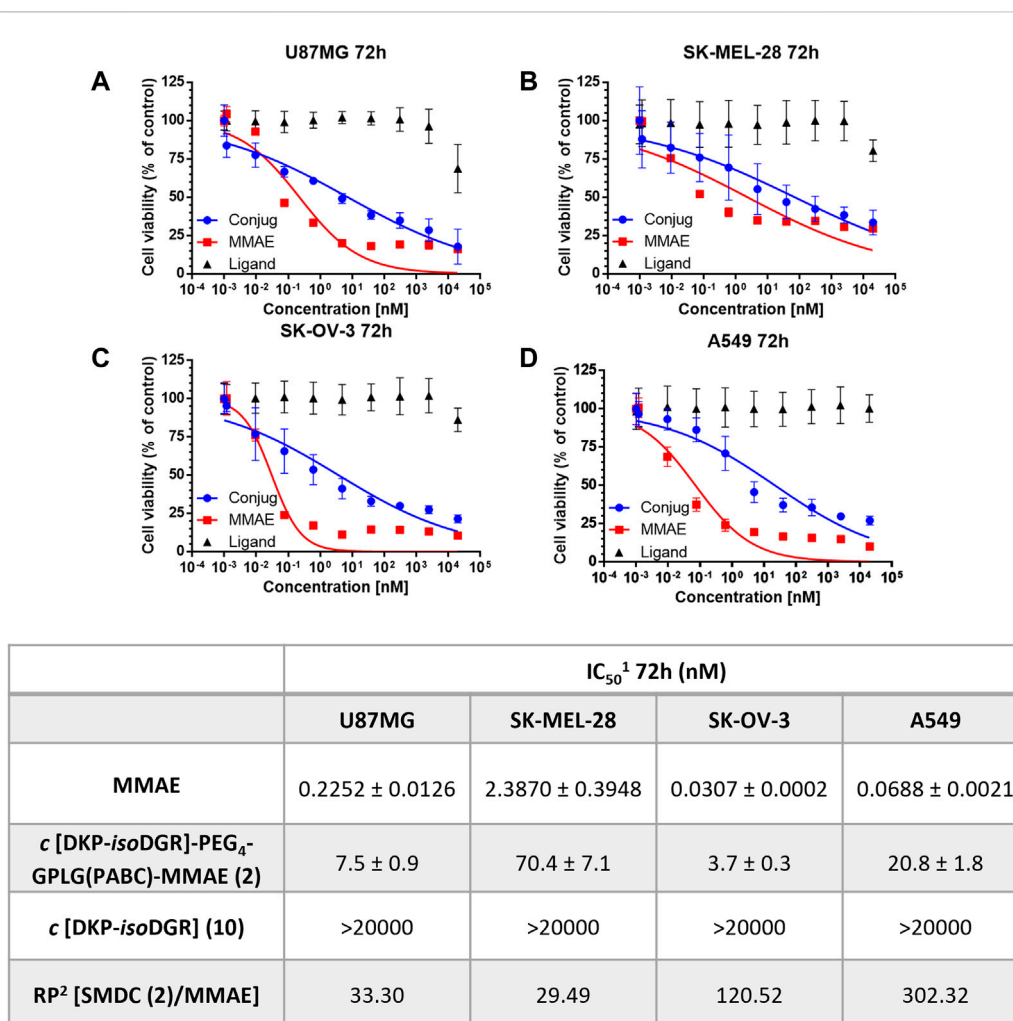 A
U87MG 72h
Cell viability (% of control)
125
100
75
50
25
0
Conjug
MMAE
Ligand
10-4 10-3 10-2 10-1 100 101 102 103 104 105
Concentration [nM]
B
SK-MEL-28 72h
Cell viability (% of control)
125
100
75
50
25
0
Conjug
MMAE
Ligand
10-4 10-3 10-2 10-1 100 101 102 103 104 105
Concentration [nM]
C
SK-OV-3 72h
Cell viability (% of control)
125
100
75
50
25
0
Conjug
MMAE
Ligand
10-4 10-3 10-2 10-1 100 101 102 103 104 105
Concentration [nM]
D
A549 72h
Cell viability (% of control)
125
100
75
50
25
0
Conjug
MMAE
Ligand
10-4 10-3 10-2 10-1 100 101 102 103 104 105
Concentration [nM]
IC50 1 72h (nM)
U87MG SK-MEL-28 SK-OV-3 A549
MMAE 0.2252 ± 0.0126 2.3870 ± 0.3948 0.0307 ± 0.0002 0.0688 ± 0.0021
c [DKP-isoDGR]-PEG4-
GPLG(PABC)-MMAE (2) 7.5 ± 0.9 70.4 ± 7.1 3.7 ± 0.3 20.8 ± 1.8
c [DKP-isoDGR] (10) >20000 >20000 >20000 >20000
RP2 [SMDC (2)/MMAE] 33.30 29.49 120.52 302.32